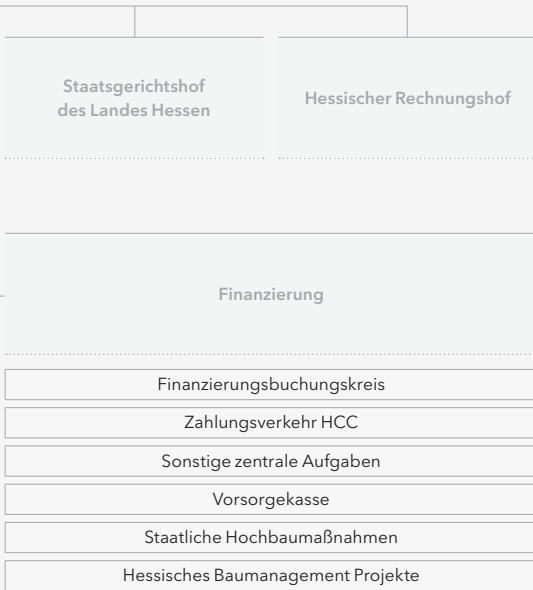 Staatsgerichtshof
des Landes Hessen
Hessischer Rechnungshof
Finanzierung
Finanzierungsbuchungskreis
Zahlungsverkehr HCC
Sonstige zentrale Aufgaben
Vorsorgekasse
Staatliche Hochbaumaßnahmen
Hessisches Baumanagement Projekte